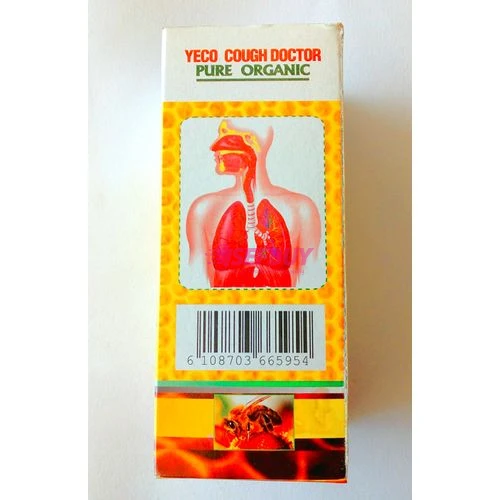 YECO COUGH DOCTOR
PURE ORGANIC
6 108703 665954